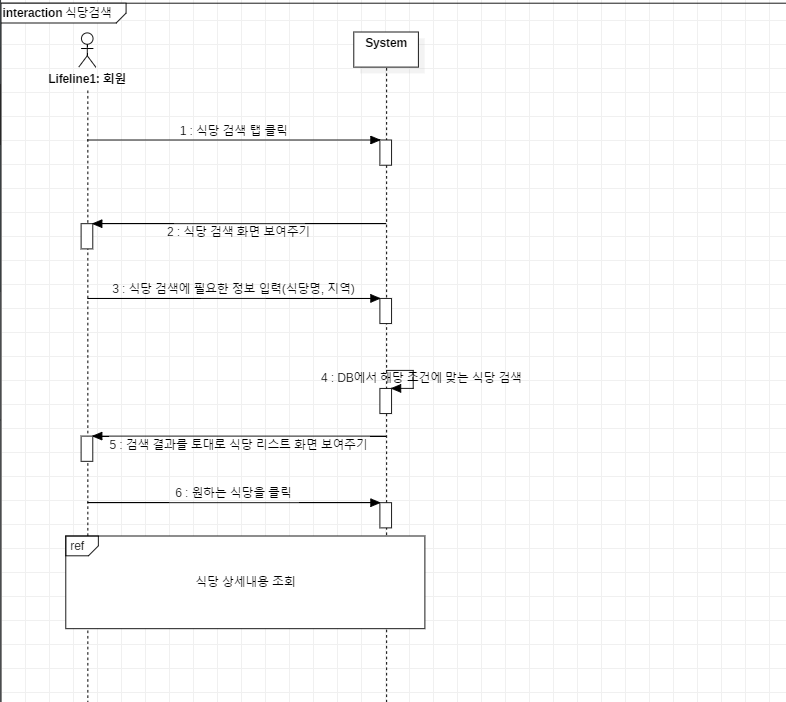 interaction 식당검색
System
Lifeline1: 회원
1 : 식당 검색 탭 클릭
2 : 식당 검색 화면 보여주기
3 : 식당 검색에 필요한 정보 입력(식당명, 지역)
4 : DB에서 해당 조건에 맞는 식당 검색
5 : 검색 결과를 토대로 식당 리스트 화면 보여주기
6 : 원하는 식당을 클릭
ref
식당 상세내용 조회